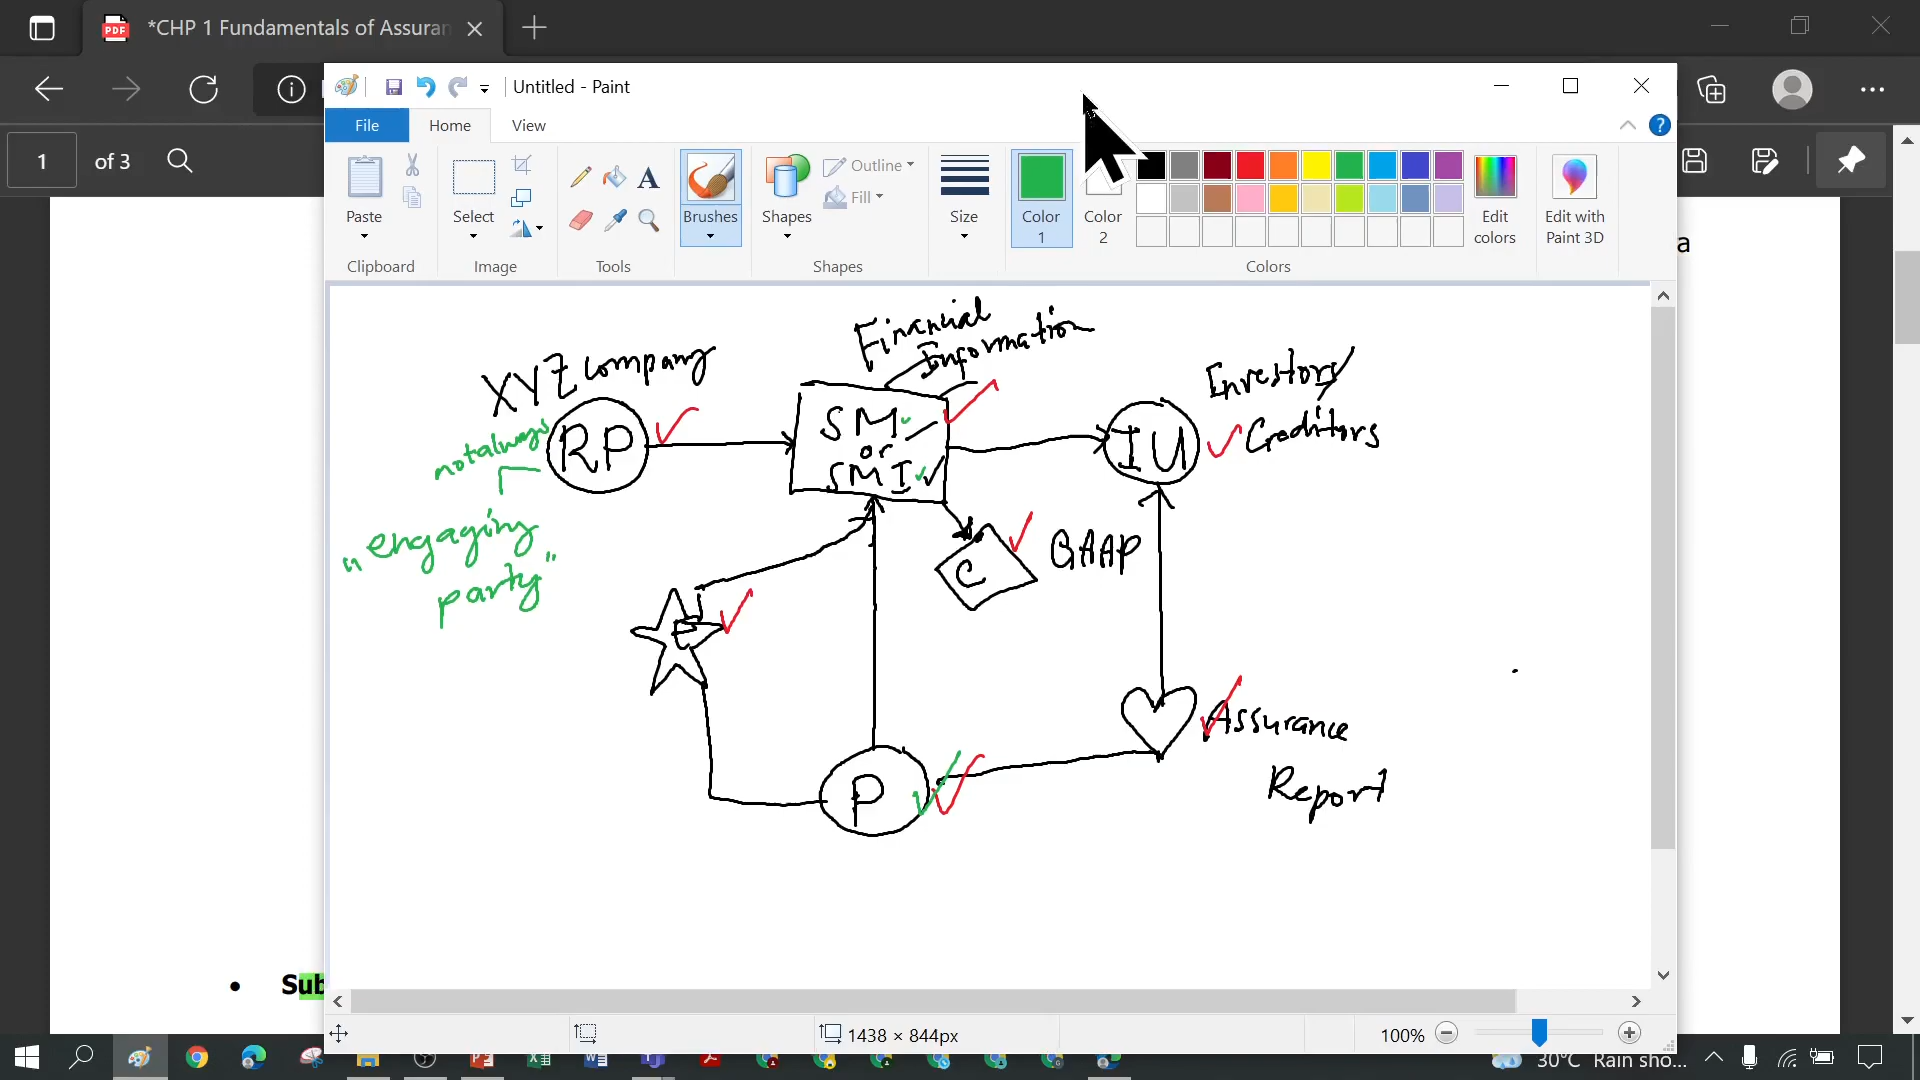 *CHP 1 Fundamentals of Assuran
Untitled - Paint
File Home View
1 of 3
Paste
Select
Brushes
Shapes
Outline
Fill
Size
Color 1
Color 2
Edit colors
Edit with Paint 3D
Clipboard Image Tools Shapes Colors
a
XYZ company
Financial
Information
Investors
Creditors
RP
SM
or
SMI
IU
not always
"engaging
party"
C
GAAP
E
Assurance
Report
P
Sub
1438 × 844px
100%
30°C Rain sho...